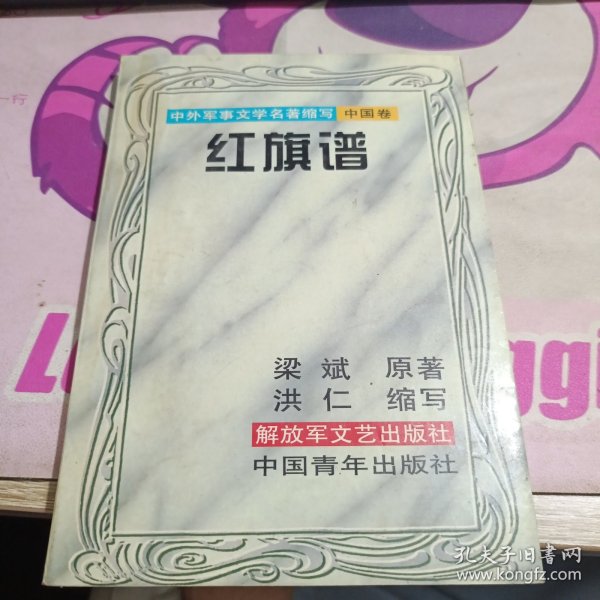 中外军事文学名著缩写 中国卷
红旗谱
梁斌 原著
洪仁 缩写
解放军文艺出版社
中国青年出版社
孔夫子旧书网
www.kongfz.com